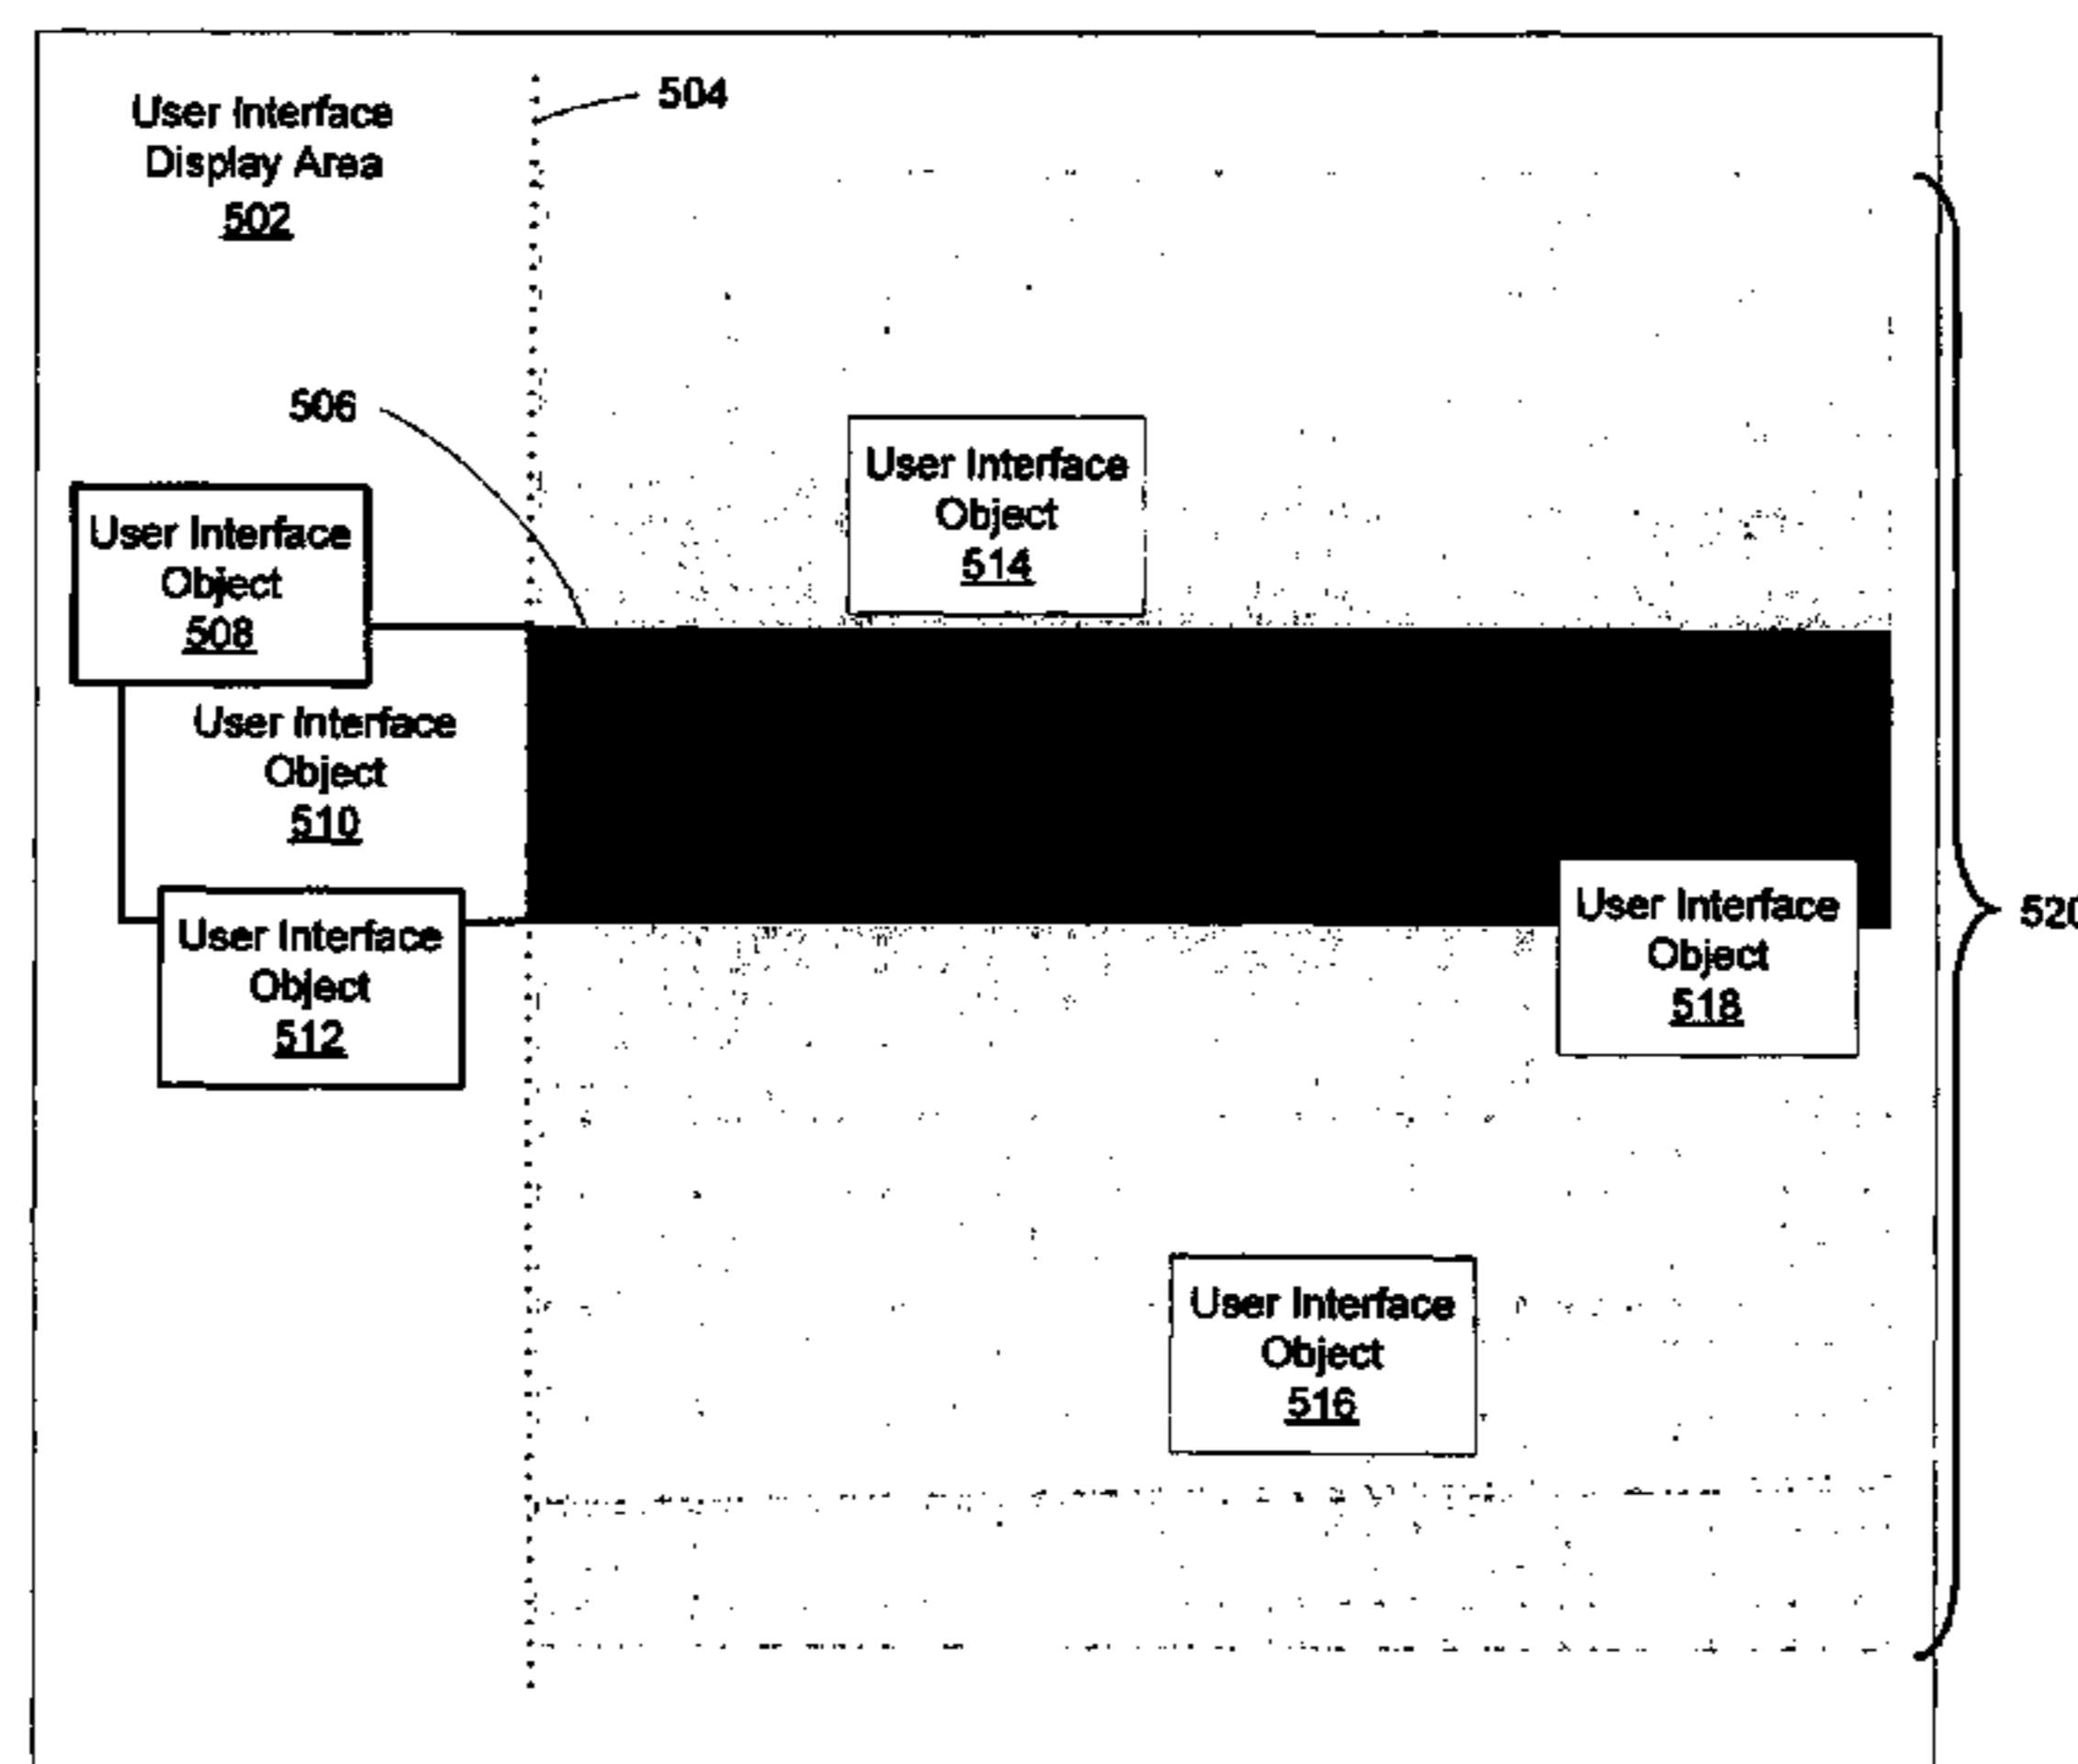 User Interface
Display Area
502
504
506
User Interface
Object
514
User Interface
Object
508
User Interface
Object
510
User Interface
Object
518
520
User Interface
Object
512
User Interface
Object
516